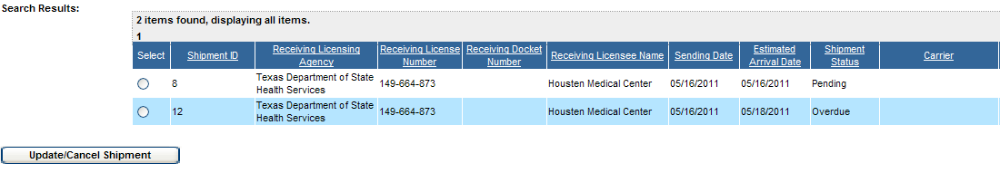 Search Results:
2 items found, displaying all items.
1
Select Shipment ID Receiving Licensing Agency Receiving License Number Receiving Docket Number Receiving Licensee Name Sending Date Estimated Arrival Date Shipment Status Carrier
8 Texas Department of State Health Services 149-664-873 Housten Medical Center 05/16/2011 05/16/2011 Pending
12 Texas Department of State Health Services 149-664-873 Housten Medical Center 05/16/2011 05/18/2011 Overdue
Update/Cancel Shipment